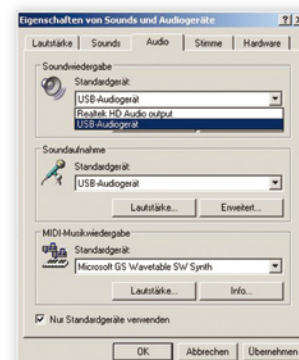 Eigenschaften von Sounds und Audiogeräte
Lautstärke Sounds Audio Stimme Hardware
Soundwiedergabe
Standardgerät:
USB-Audiogerät
Realtek HD Audio output
USB-Audiogerät
Soundaufnahme
Standardgerät:
USB-Audiogerät
Lautstärke... Erweitert...
MIDI-Musikwiedergabe
Standardgerät:
Microsoft GS Wavetable SW Synth
Lautstärke... Info...
Nur Standardgeräte verwenden
OK Abbrechen Übernehmen